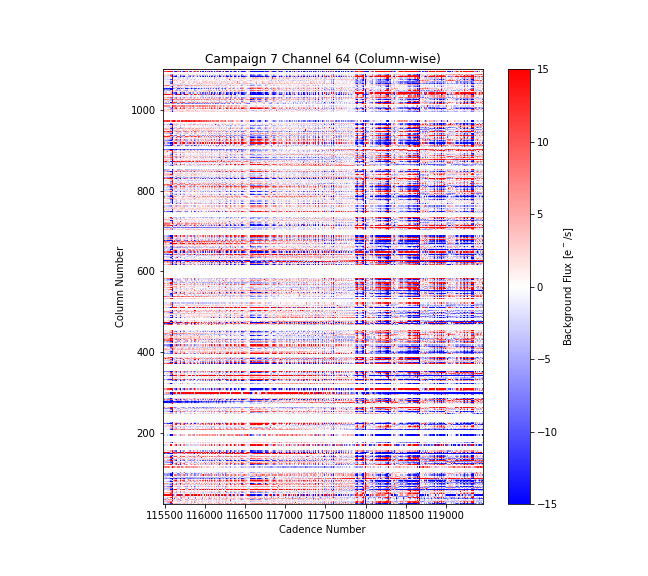 Campaign 7 Channel 64 (Column-wise)
1000
800
600
400
200
Column Number
115500 116000 116500 117000 117500 118000 118500 119000
Cadence Number
15
10
5
0
−5
−10
−15
Background Flux [e⁻/s]